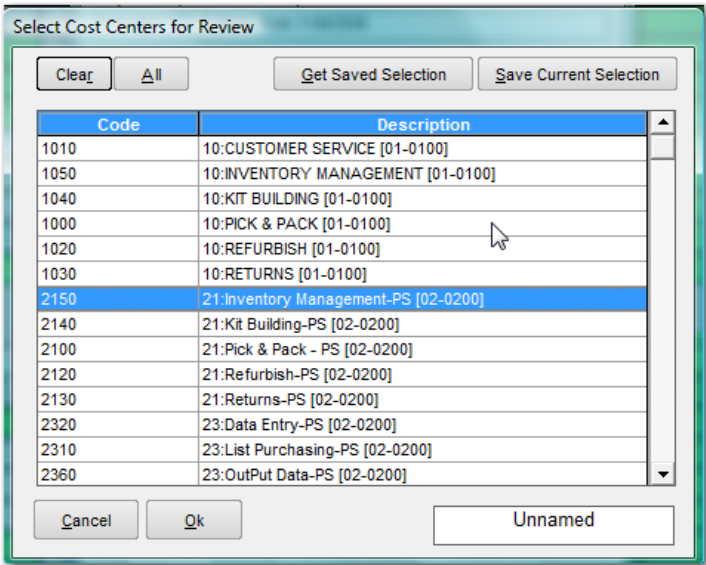 Select Cost Centers for Review
Clear All Get Saved Selection Save Current Selection
Code Description
1010 10:CUSTOMER SERVICE [01-0100]
1050 10:INVENTORY MANAGEMENT [01-0100]
1040 10:KIT BUILDING [01-0100]
1000 10:PICK & PACK [01-0100]
1020 10:REFURBISH [01-0100]
1030 10:RETURNS [01-0100]
2150 21:Inventory Management-PS [02-0200]
2140 21:Kit Building-PS [02-0200]
2100 21:Pick & Pack - PS [02-0200]
2120 21:Refurbish-PS [02-0200]
2130 21:Returns-PS [02-0200]
2320 23:Data Entry-PS [02-0200]
2310 23:List Purchasing-PS [02-0200]
2360 23:OutPut Data-PS [02-0200]
Cancel Ok Unnamed